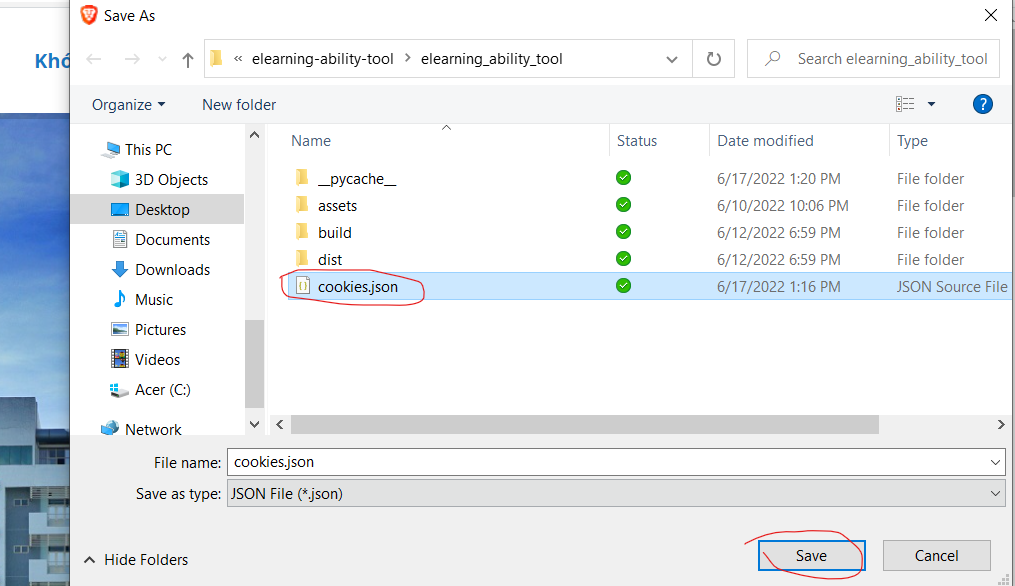 Save As
Khó
« elearning-ability-tool > elearning_ability_tool
Search elearning_ability_tool
Organize
New folder
?
This PC
3D Objects
Desktop
Documents
Downloads
Music
Pictures
Videos
Acer (C:)
Network
Name Status Date modified Type
__pycache__ 6/17/2022 1:20 PM File folder
assets 6/10/2022 10:06 PM File folder
build 6/12/2022 6:59 PM File folder
dist 6/12/2022 6:59 PM File folder
cookies.json 6/17/2022 1:16 PM JSON Source File
File name: cookies.json
Save as type: JSON File (*.json)
Hide Folders
Save
Cancel